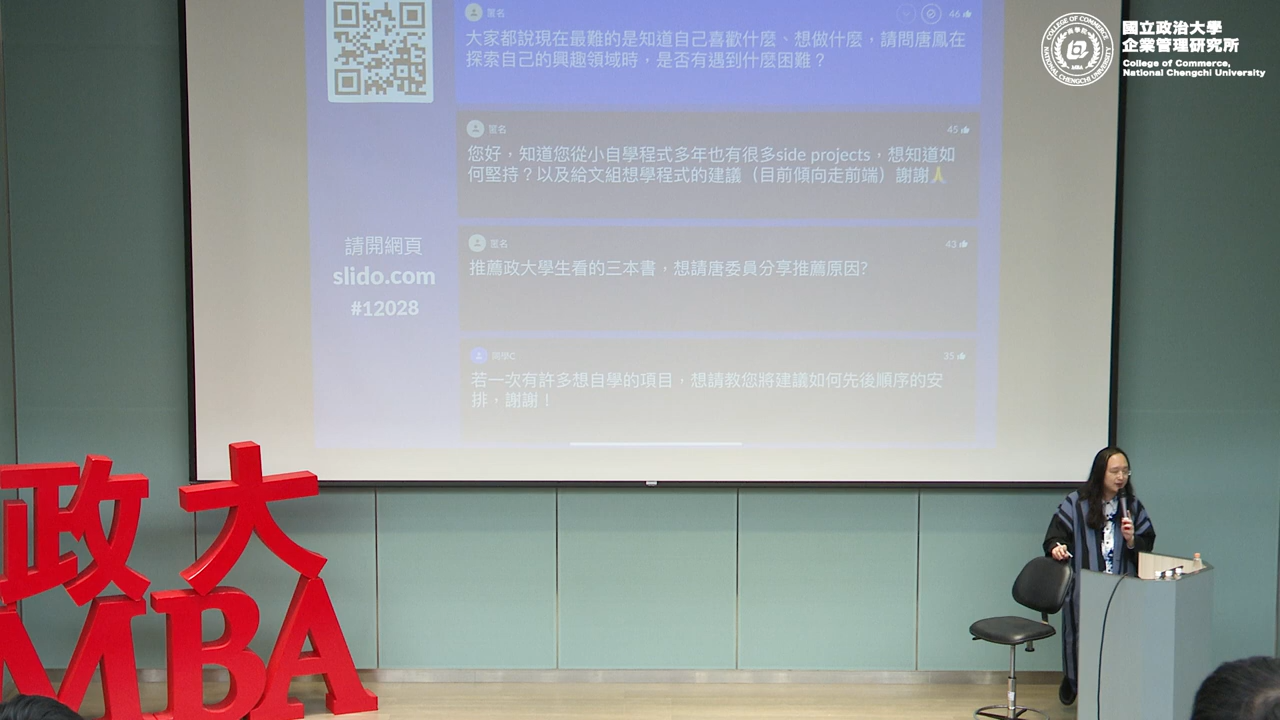 國立政治大學
企業管理研究所
College of Commerce,
National Chengchi University
匿名
46
大家都說現在最難的是知道自己喜歡什麼、想做什麼，請問唐鳳在
探索自己的興趣領域時，是否有遇到什麼困難？
匿名
45
您好，知道您從小自學程式多年也有很多side projects，想知道如
何堅持？以及給文組想學程式的建議（目前傾向走前端）謝謝🙏
匿名
43
推薦政大學生看的三本書，想請唐委員分享推薦原因?
同學C
35
若一次有許多想自學的項目，想請教您將建議如何先後順序的安
排，謝謝！
請開網頁
slido.com
#12028
政大
MBA